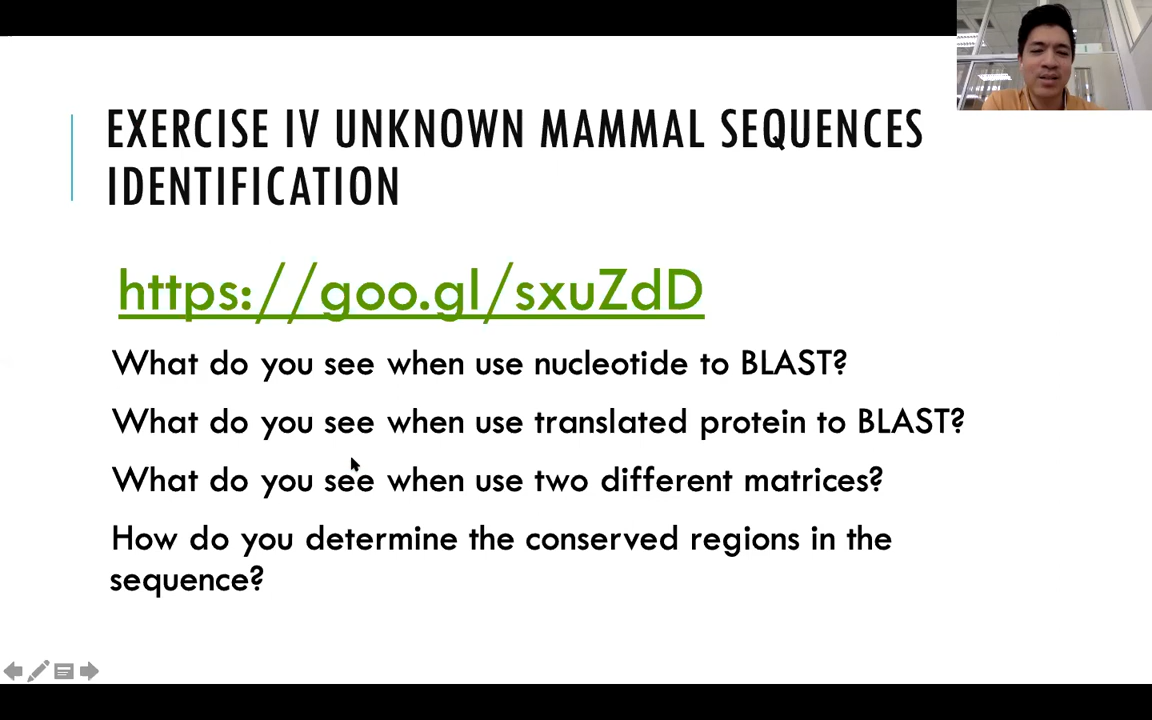 EXERCISE IV UNKNOWN MAMMAL SEQUENCES
IDENTIFICATION
https://goo.gl/sxuZdD
What do you see when use nucleotide to BLAST?
What do you see when use translated protein to BLAST?
What do you see when use two different matrices?
How do you determine the conserved regions in the
sequence?